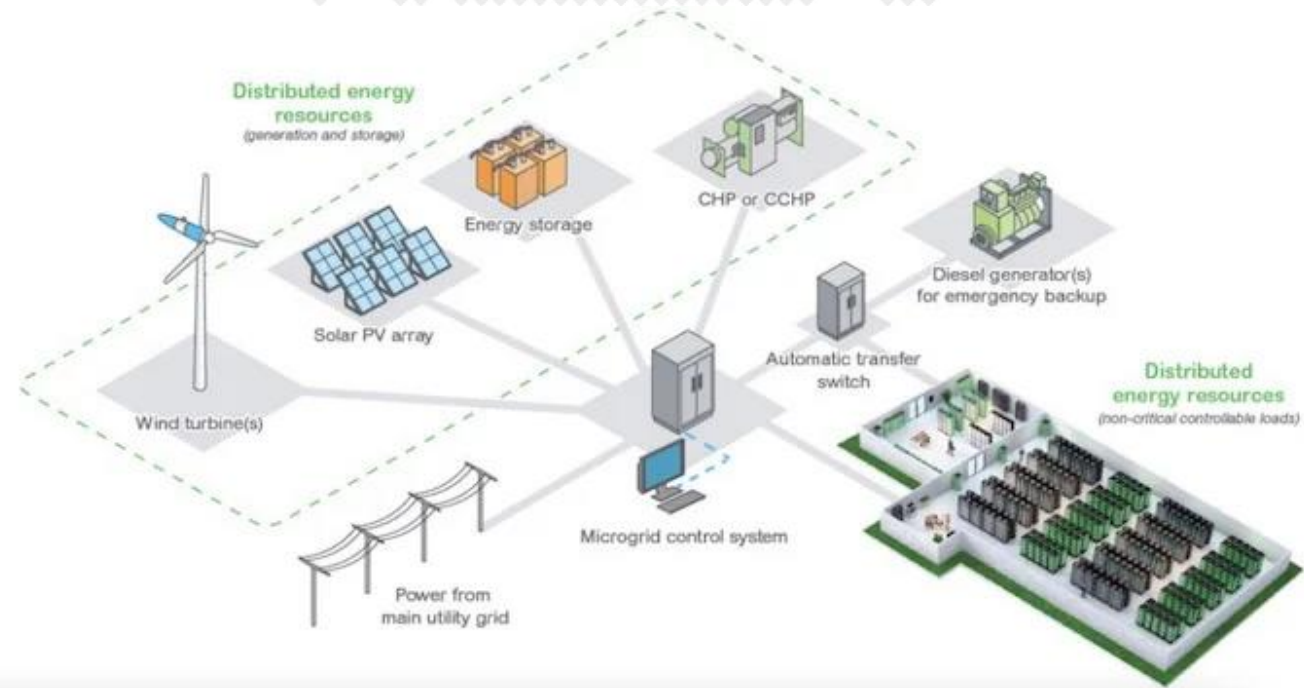 Distributed energy
resources
(generation and storage)
Energy storage
CHP or CCHP
Solar PV array
Wind turbine(s)
Diesel generator(s)
for emergency backup
Automatic transfer
switch
Distributed
energy resources
(non-critical controllable loads)
Microgrid control system
Power from
main utility grid